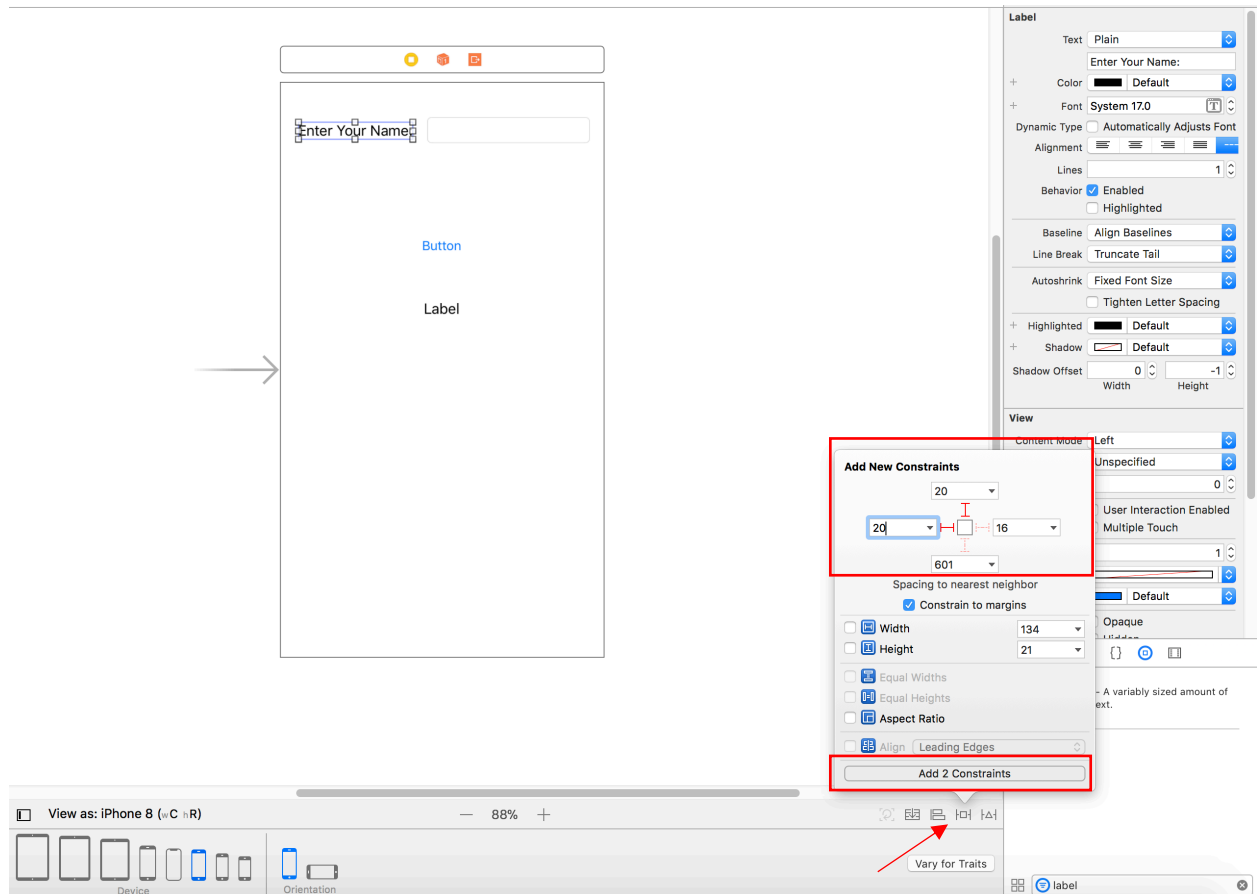 Enter Your Name:
Button
Label
View as: iPhone 8 (wC hR)
— 88% +
Device
Orientation
Vary for Traits
Add New Constraints
20
20
16
601
Spacing to nearest neighbor
Constrain to margins
Width 134
Height 21
Equal Widths
Equal Heights
Aspect Ratio
Align Leading Edges
Add 2 Constraints
Label
Text Plain
Enter Your Name:
+ Color Default
+ Font System 17.0 T
Dynamic Type Automatically Adjusts Font
Alignment
Lines 1
Behavior Enabled
Highlighted
Baseline Align Baselines
Line Break Truncate Tail
Autoshrink Fixed Font Size
Tighten Letter Spacing
+ Highlighted Default
+ Shadow Default
Shadow Offset 0 -1
Width Height
View
Content Mode Left
Unspecified
0
User Interaction Enabled
Multiple Touch
1
Default
Opaque
Hidden
{}
- A variably sized amount of
ext.
label